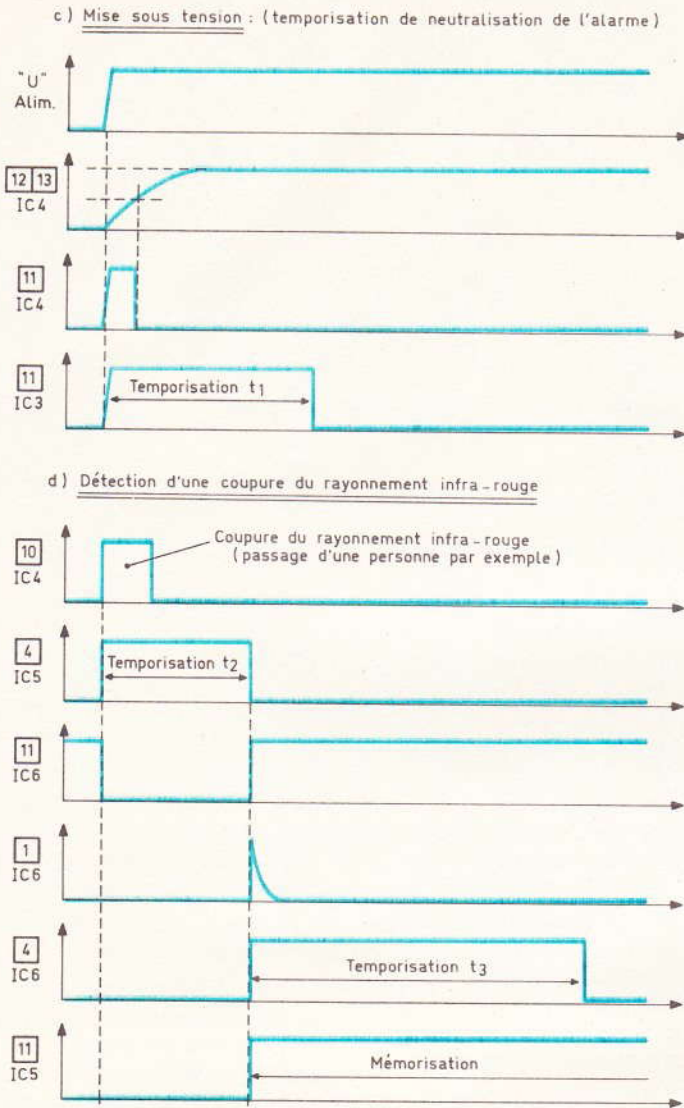 c) Mise sous tension : (temporisation de neutralisation de l'alarme)
"U"
Alim.
12 13
IC4
11
IC4
11
IC3
Temporisation t1
d) Détection d'une coupure du rayonnement infra-rouge
10
IC4
Coupure du rayonnement infra-rouge
(passage d'une personne par exemple)
4
IC5
Temporisation t2
11
IC6
1
IC6
4
IC6
Temporisation t3
11
IC5
Mémorisation